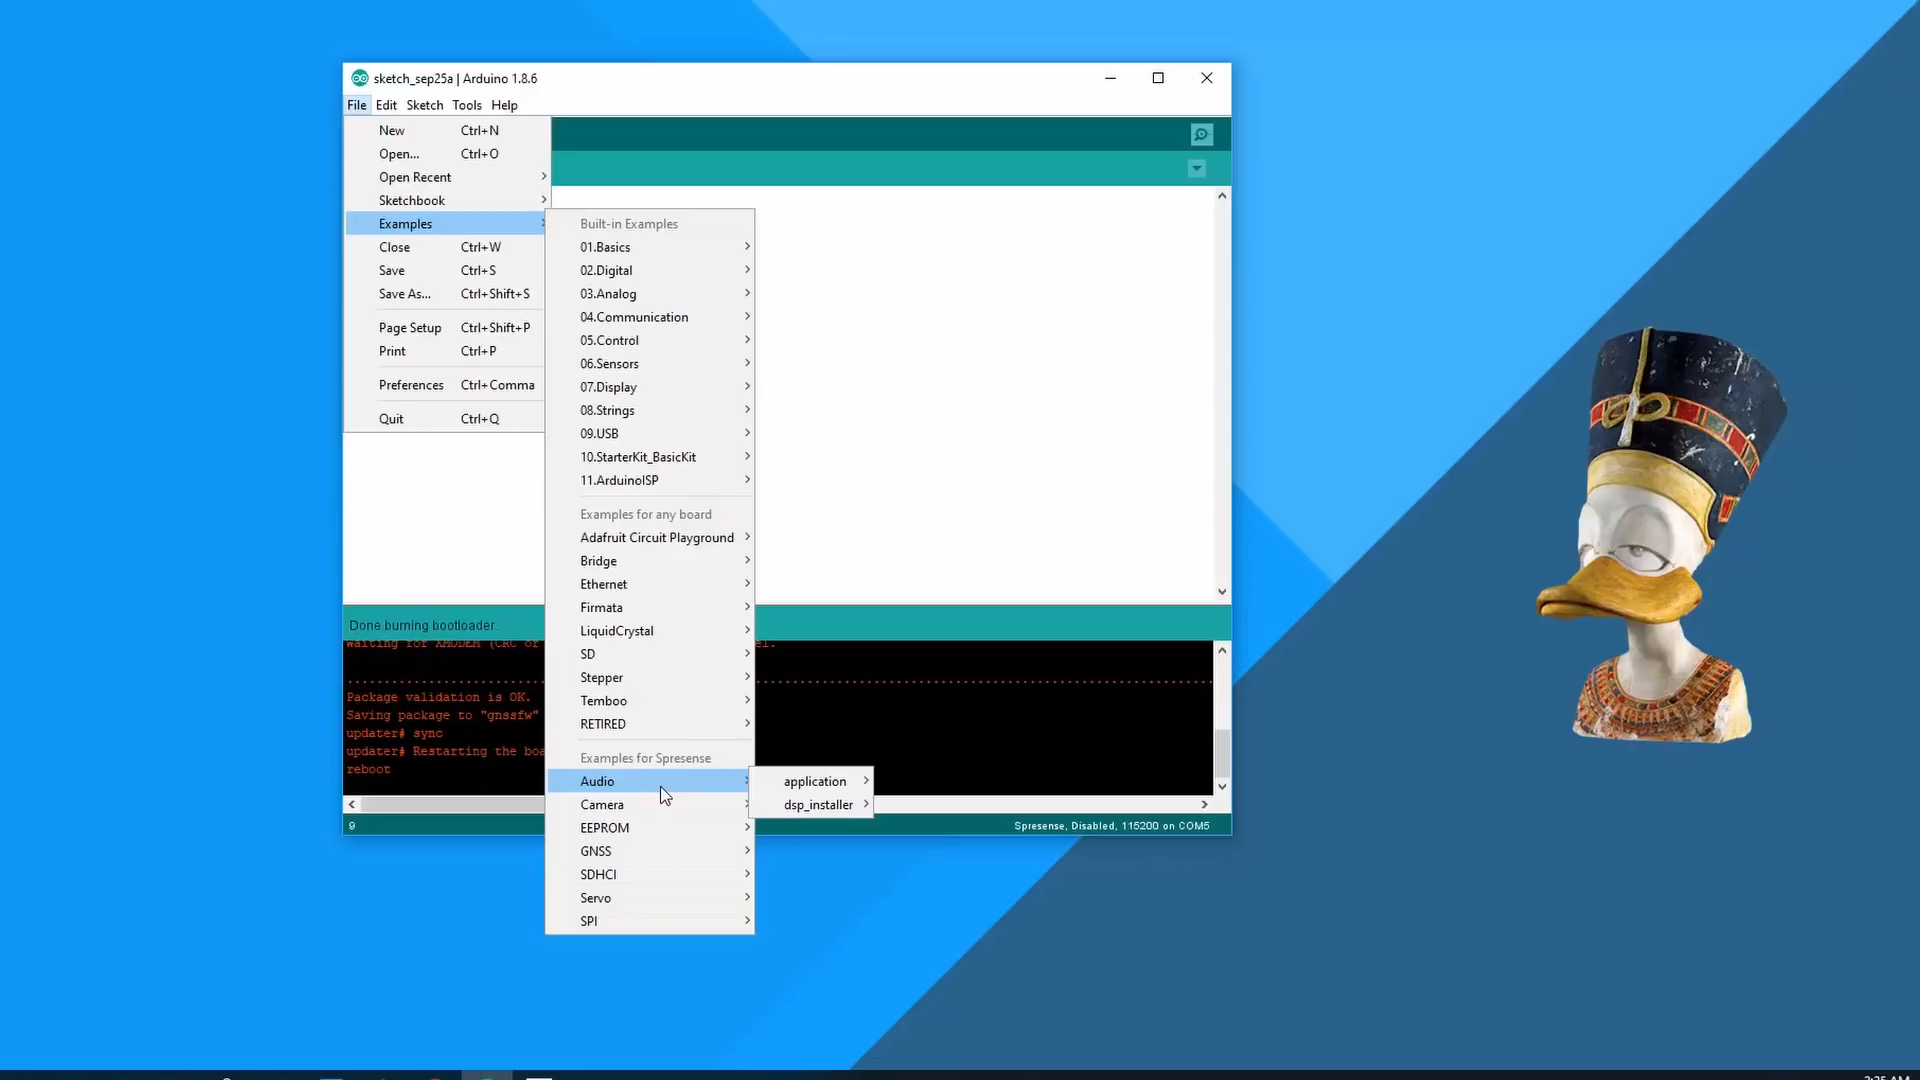 sketch_sep25a | Arduino 1.8.6
File Edit Sketch Tools Help
New Ctrl+N
Open... Ctrl+O
Open Recent
Sketchbook
Examples
Close Ctrl+W
Save Ctrl+S
Save As... Ctrl+Shift+S
Page Setup Ctrl+Shift+P
Print Ctrl+P
Preferences Ctrl+Comma
Quit Ctrl+Q
Built-in Examples
01.Basics
02.Digital
03.Analog
04.Communication
05.Control
06.Sensors
07.Display
08.Strings
09.USB
10.StarterKit_BasicKit
11.ArduinoISP
Examples for any board
Adafruit Circuit Playground
Bridge
Ethernet
Firmata
LiquidCrystal
SD
Stepper
Temboo
RETIRED
Examples for Spresense
Audio
Camera
EEPROM
GNSS
SDHCI
Servo
SPI
application
dsp_installer
Done burning bootloader.
Waiting for XMODEM (CRC or
Package validation is OK.
Saving package to "gnssfw"
updater# sync
updater# Restarting the boa
reboot
9 Spresense, Disabled, 115200 on COM5